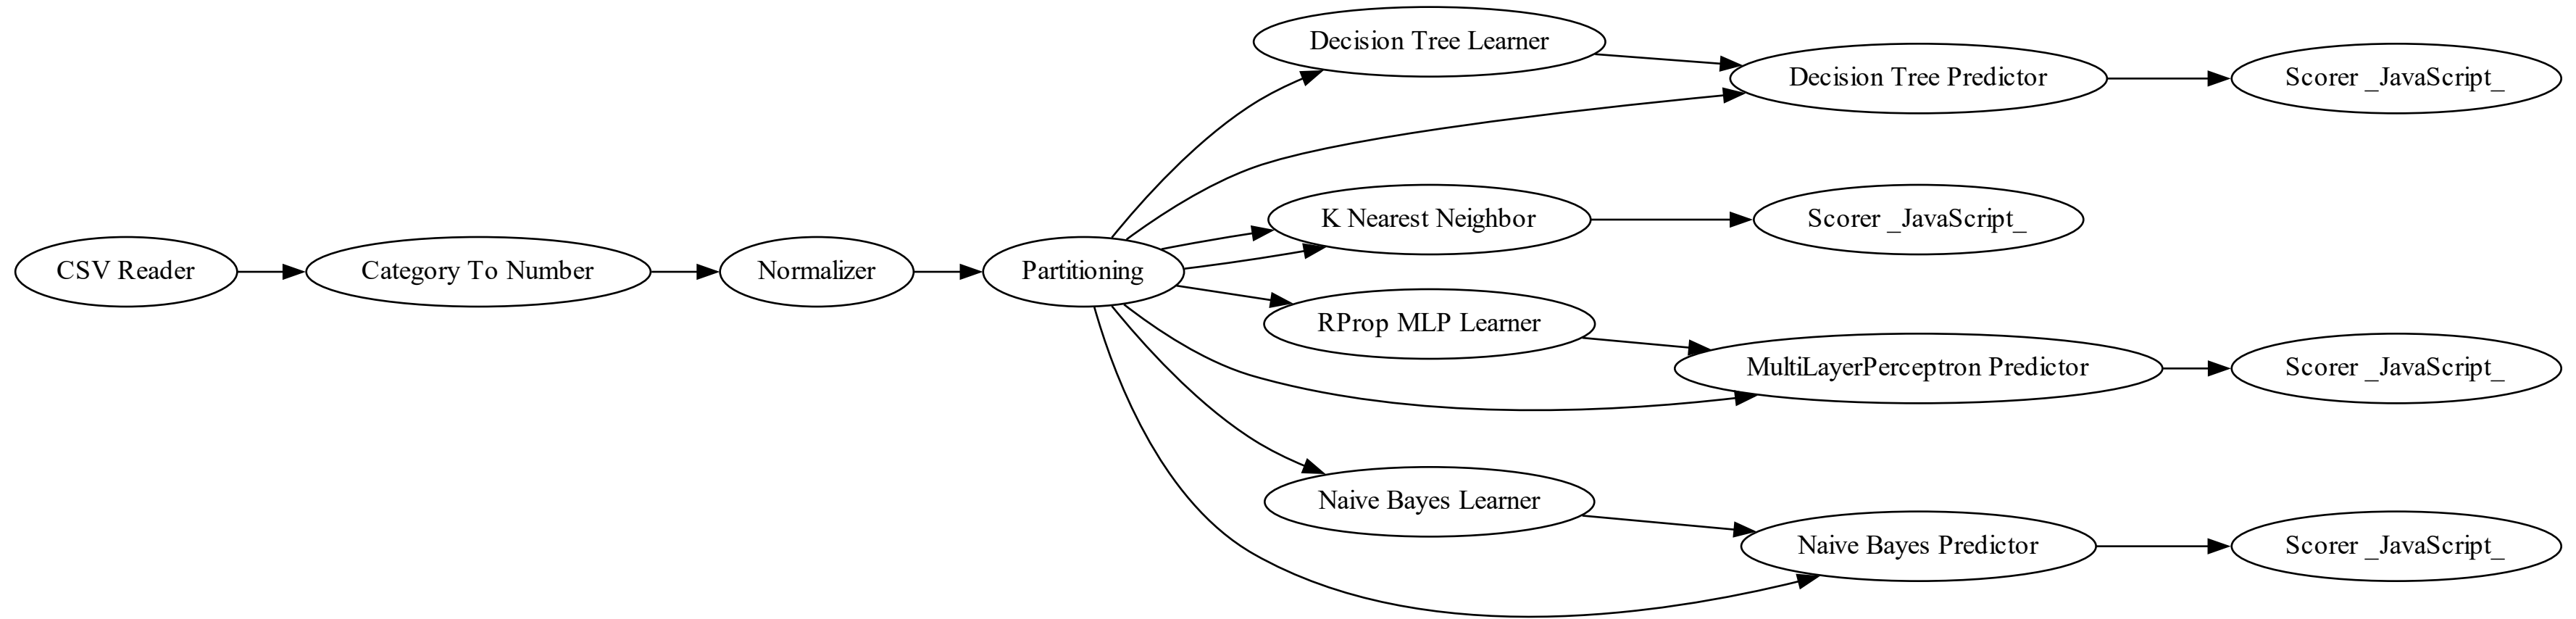 CSV Reader
Category To Number
Normalizer
Partitioning
Decision Tree Learner
Decision Tree Predictor
Scorer _JavaScript_
K Nearest Neighbor
Scorer _JavaScript_
RProp MLP Learner
MultiLayerPerceptron Predictor
Scorer _JavaScript_
Naive Bayes Learner
Naive Bayes Predictor
Scorer _JavaScript_